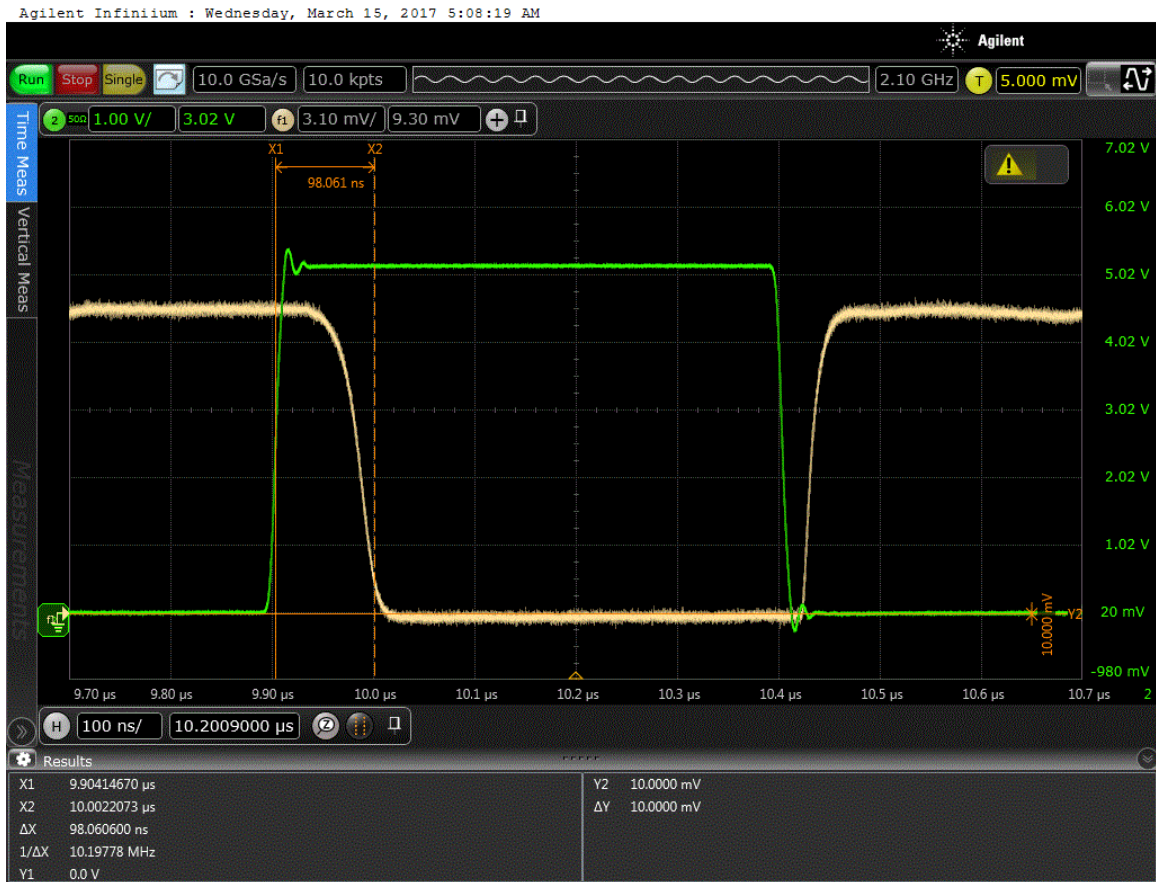 Agilent Infiniium : Wednesday, March 15, 2017 5:08:19 AM
Agilent
Run Stop Single 10.0 GSa/s 10.0 kpts 2.10 GHz T 5.000 mV
2 50Ω 1.00 V/ 3.02 V f1 3.10 mV/ 9.30 mV
Time Meas
Vertical Meas
Measurements
X1 X2
98.061 ns
7.02 V
6.02 V
5.02 V
4.02 V
3.02 V
2.02 V
1.02 V
20 mV
-980 mV
10.000 mV
Y2
f1
9.70 µs 9.80 µs 9.90 µs 10.0 µs 10.1 µs 10.2 µs 10.3 µs 10.4 µs 10.5 µs 10.6 µs 10.7 µs 2
H 100 ns/ 10.2009000 µs Z
Results
X1 9.90414670 µs
X2 10.0022073 µs
ΔX 98.060600 ns
1/ΔX 10.19778 MHz
Y1 0.0 V
Y2 10.0000 mV
ΔY 10.0000 mV